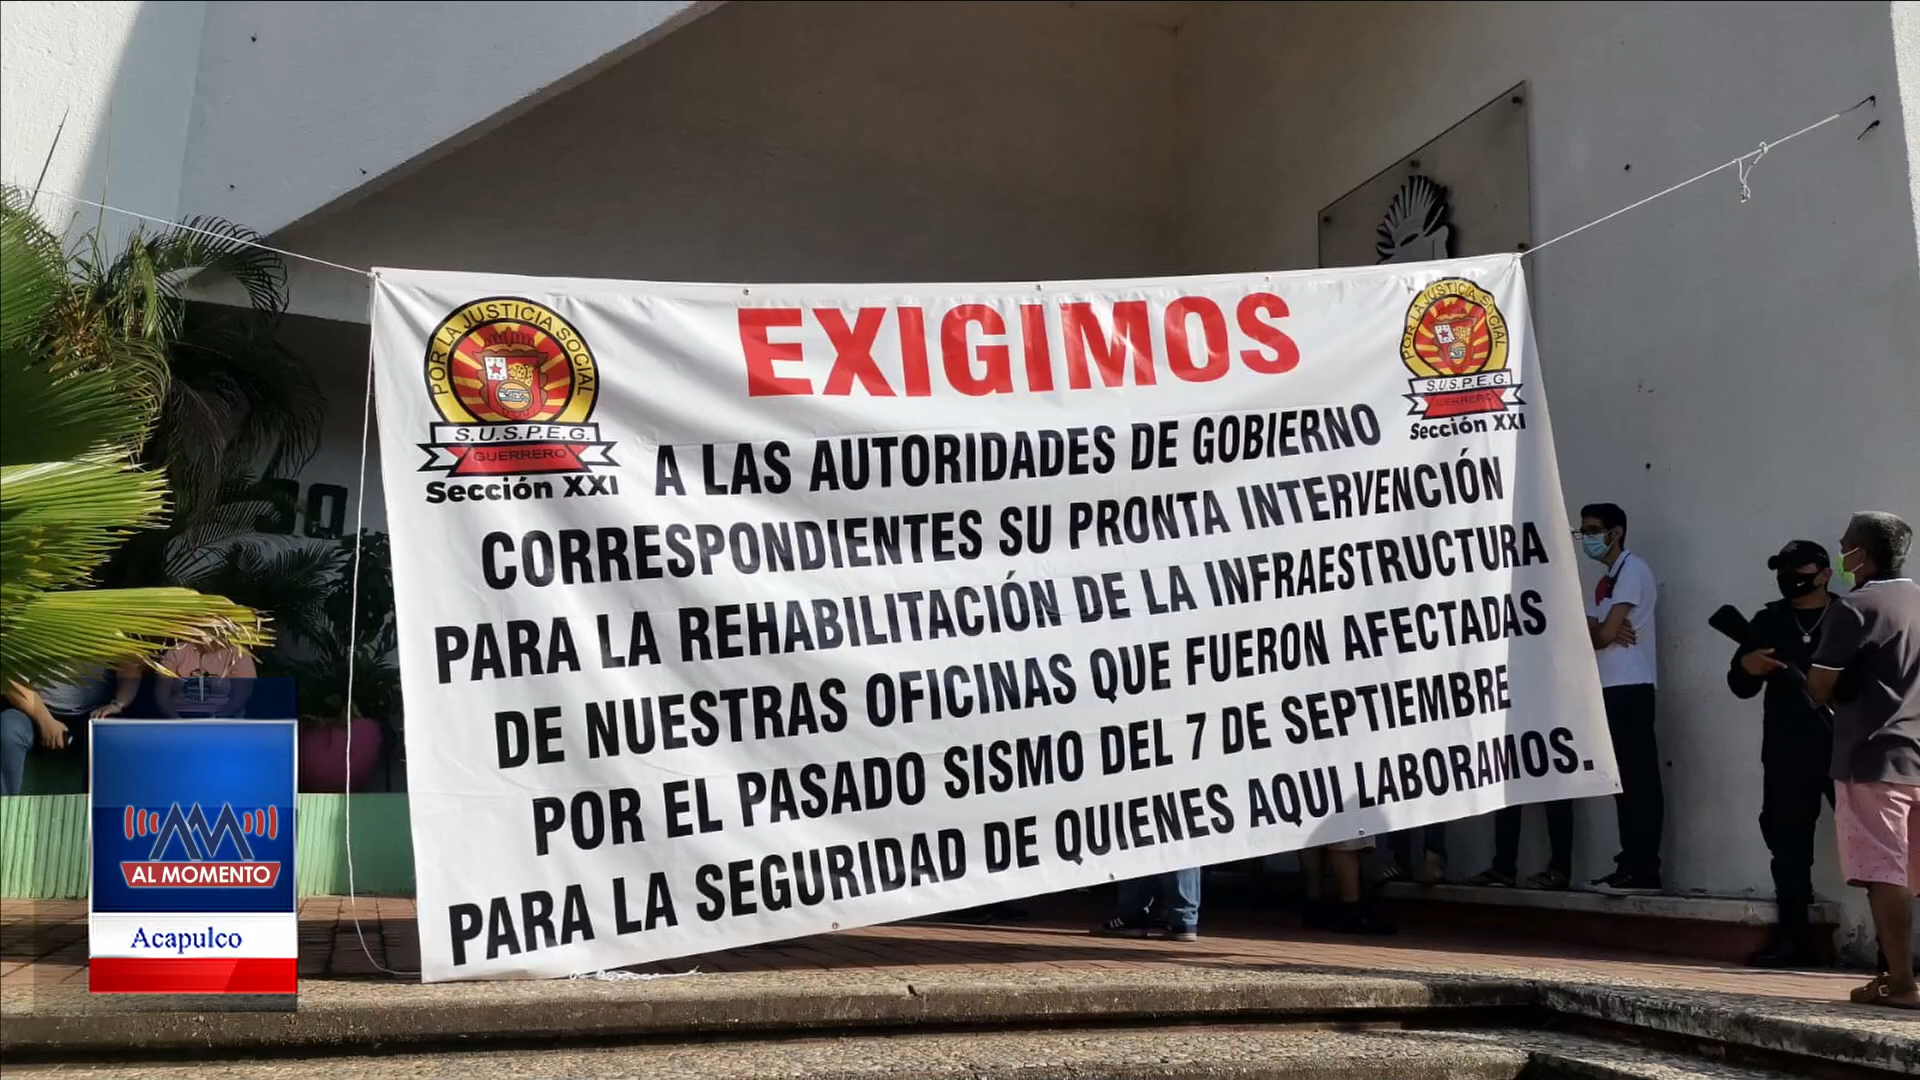 EXIGIMOS
POR LA JUSTICIA SOCIAL
S.U.S.P.E.G.
GUERRERO
Sección XXI
POR LA JUSTICIA SOCIAL
S.U.S.P.E.G.
GUERRERO
Sección XXI
A LAS AUTORIDADES DE GOBIERNO
CORRESPONDIENTES SU PRONTA INTERVENCIÓN
PARA LA REHABILITACIÓN DE LA INFRAESTRUCTURA
DE NUESTRAS OFICINAS QUE FUERON AFECTADAS
POR EL PASADO SISMO DEL 7 DE SEPTIEMBRE
PARA LA SEGURIDAD DE QUIENES AQUI LABORAMOS.
AL MOMENTO
Acapulco